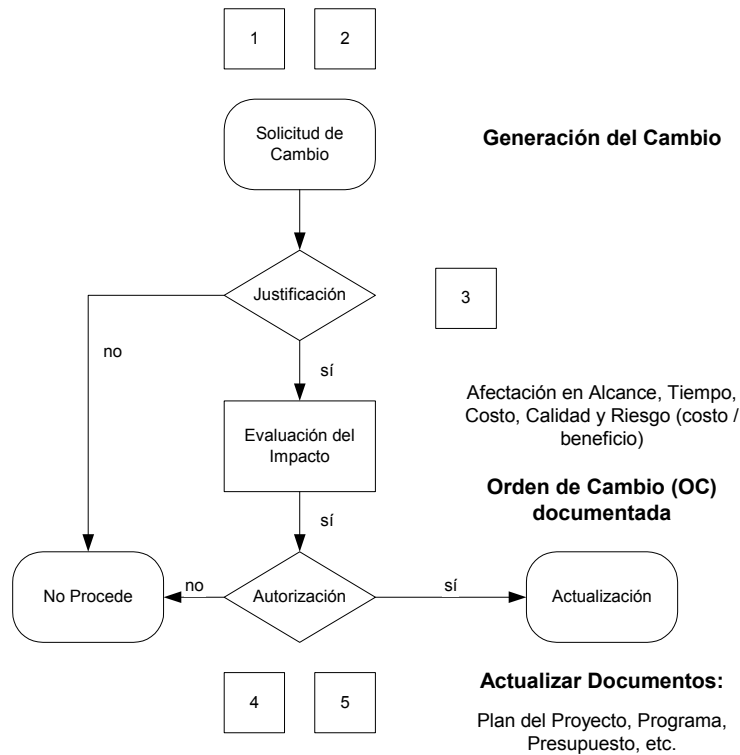 1
2
Solicitud de
Cambio
Generación del Cambio
Justificación
3
no
sí
Afectación en Alcance, Tiempo,
Costo, Calidad y Riesgo (costo /
beneficio)
Evaluación del
Impacto
Orden de Cambio (OC)
documentada
sí
No Procede
no
Autorización
sí
Actualización
4
5
Actualizar Documentos:
Plan del Proyecto, Programa,
Presupuesto, etc.